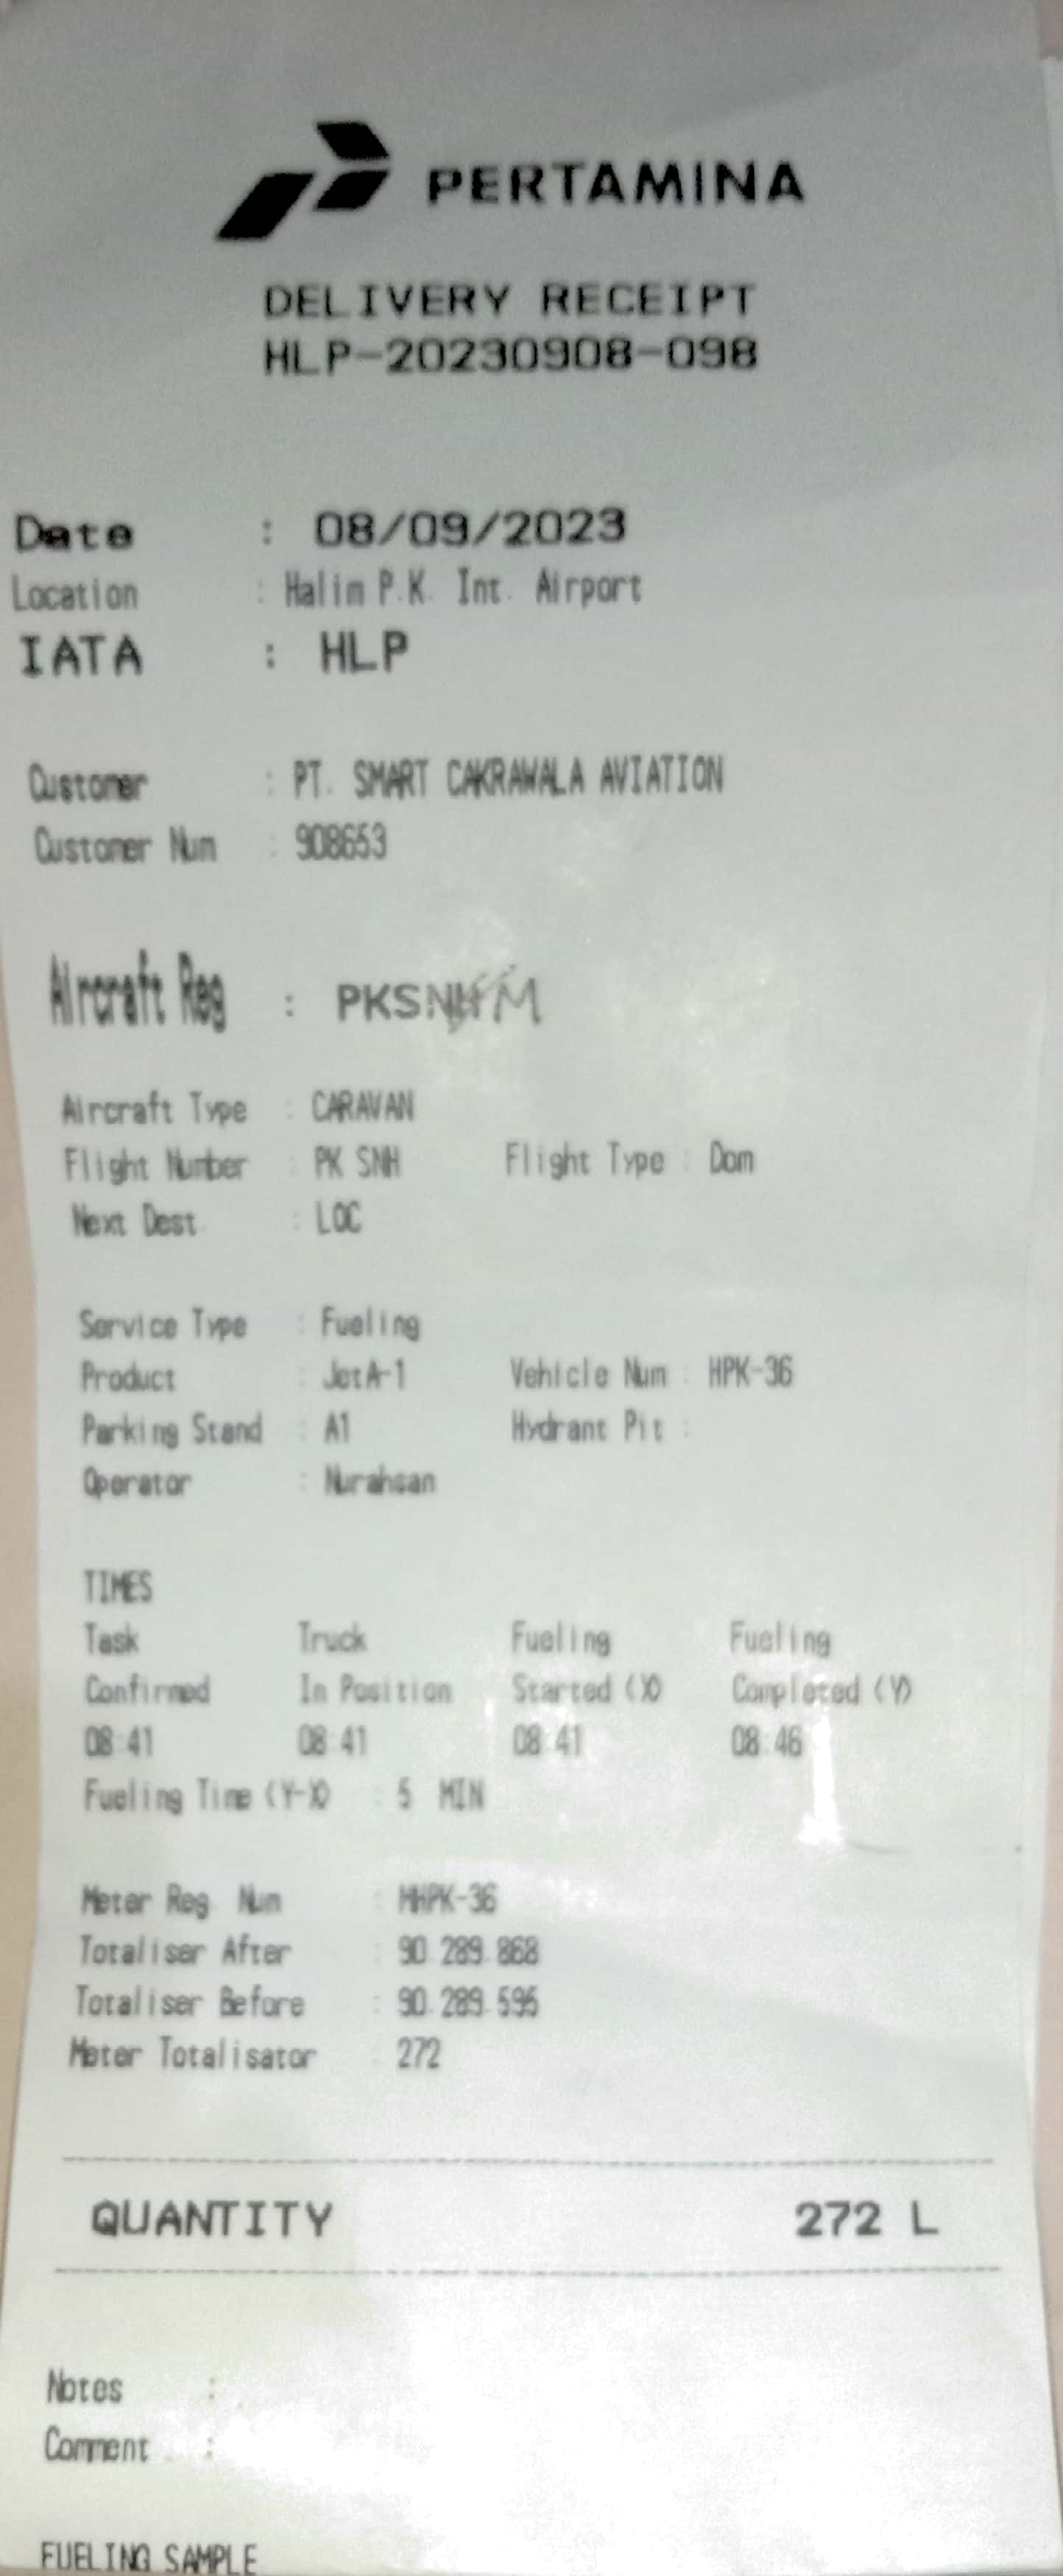 PERTAMINA
DELIVERY RECEIPT
HLP-20230908-098
Date : 08/09/2023
Location : Halim P.K. Int. Airport
IATA : HLP
Customer : PT. SMART CAKRAWALA AVIATION
Customer Num : 908653
Aircraft Reg : PKSNH M
Aircraft Type : CARAVAN
Flight Number : PK SNH Flight Type : Dom
Next Dest. : LOC
Service Type : Fueling
Product : JetA-1 Vehicle Num : HPK-36
Parking Stand : A1 Hydrant Pit :
Operator : Nurahsan
TIMES
Task Truck Fueling Fueling
Confirmed In Position Started (X) Completed (Y)
08:41 08:41 08:41 08:46
Fueling Time (Y-X) : 5 MIN
Meter Reg. Num : MHPK-36
Totaliser After : 90.289.868
Totaliser Before : 90.289.596
Meter Totalisator : 272
QUANTITY 272 L
Notes :
Comment :
FUELING SAMPLE